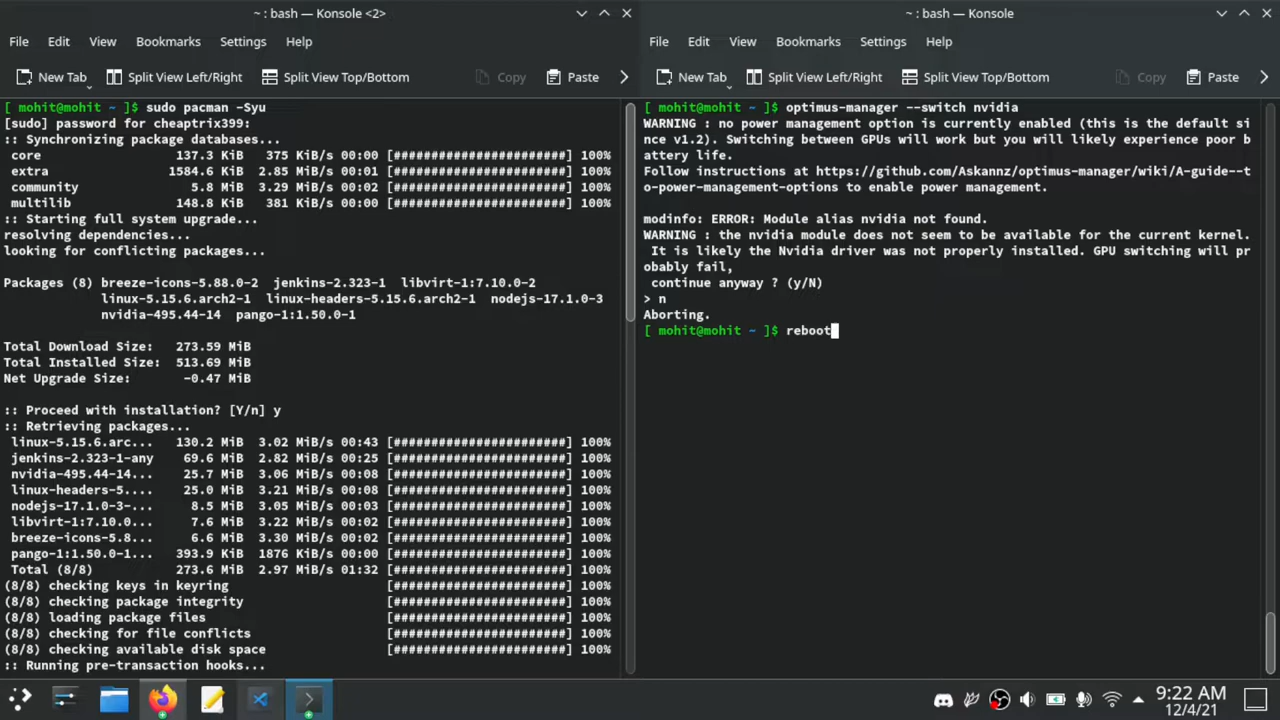 ~ : bash — Konsole <2>
File Edit View Bookmarks Settings Help
New Tab Split View Left/Right Split View Top/Bottom Copy Paste
[ mohit@mohit ~ ]$ sudo pacman -Syu
[sudo] password for cheaptrix399:
:: Synchronizing package databases...
core 137.3 KiB 375 KiB/s 00:00 [######################] 100%
extra 1584.6 KiB 2.85 MiB/s 00:01 [######################] 100%
community 5.8 MiB 3.29 MiB/s 00:02 [######################] 100%
multilib 148.8 KiB 381 KiB/s 00:00 [######################] 100%
:: Starting full system upgrade...
resolving dependencies...
looking for conflicting packages...
Packages (8) breeze-icons-5.88.0-2 jenkins-2.323-1 libvirt-1:7.10.0-2
linux-5.15.6.arch2-1 linux-headers-5.15.6.arch2-1 nodejs-17.1.0-3
nvidia-495.44-14 pango-1:1.50.0-1
Total Download Size: 273.59 MiB
Total Installed Size: 513.69 MiB
Net Upgrade Size: -0.47 MiB
:: Proceed with installation? [Y/n] y
:: Retrieving packages...
linux-5.15.6.arc... 130.2 MiB 3.02 MiB/s 00:43 [######################] 100%
jenkins-2.323-1-any 69.6 MiB 2.82 MiB/s 00:25 [######################] 100%
nvidia-495.44-14... 25.7 MiB 3.06 MiB/s 00:08 [######################] 100%
linux-headers-5.... 25.0 MiB 3.21 MiB/s 00:08 [######################] 100%
nodejs-17.1.0-3-... 8.5 MiB 3.05 MiB/s 00:03 [######################] 100%
libvirt-1:7.10.0... 7.6 MiB 3.22 MiB/s 00:02 [######################] 100%
breeze-icons-5.8... 6.6 MiB 3.30 MiB/s 00:02 [######################] 100%
pango-1:1.50.0-1... 393.9 KiB 1876 KiB/s 00:00 [######################] 100%
Total (8/8) 273.6 MiB 2.97 MiB/s 01:32 [######################] 100%
(8/8) checking keys in keyring [######################] 100%
(8/8) checking package integrity [######################] 100%
(8/8) loading package files [######################] 100%
(8/8) checking for file conflicts [######################] 100%
(8/8) checking available disk space [######################] 100%
:: Running pre-transaction hooks...
~ : bash — Konsole
File Edit View Bookmarks Settings Help
New Tab Split View Left/Right Split View Top/Bottom Copy Paste
[ mohit@mohit ~ ]$ optimus-manager --switch nvidia
WARNING : no power management option is currently enabled (this is the default si
nce v1.2). Switching between GPUs will work but you will likely experience poor b
attery life.
Follow instructions at https://github.com/Askannz/optimus-manager/wiki/A-guide--t
o-power-management-options to enable power management.
modinfo: ERROR: Module alias nvidia not found.
WARNING : the nvidia module does not seem to be available for the current kernel.
It is likely the Nvidia driver was not properly installed. GPU switching will pr
obably fail,
continue anyway ? (y/N)
> n
Aborting.
[ mohit@mohit ~ ]$ reboot
9:22 AM
12/4/21